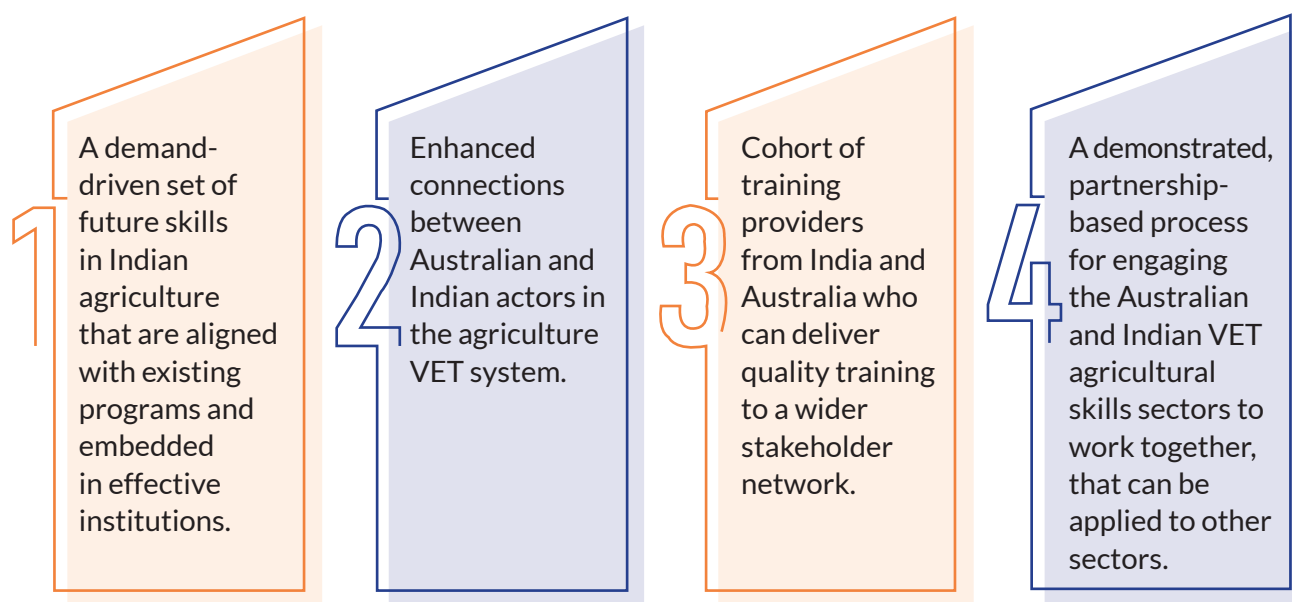 1
A demand-
driven set of
future skills
in Indian
agriculture
that are aligned
with existing
programs and
embedded
in effective
institutions.
2
Enhanced
connections
between
Australian and
Indian actors in
the agriculture
VET system.
3
Cohort of
training
providers
from India and
Australia who
can deliver
quality training
to a wider
stakeholder
network.
4
A demonstrated,
partnership-
based process
for engaging
the Australian
and Indian VET
agricultural
skills sectors to
work together,
that can be
applied to other
sectors.